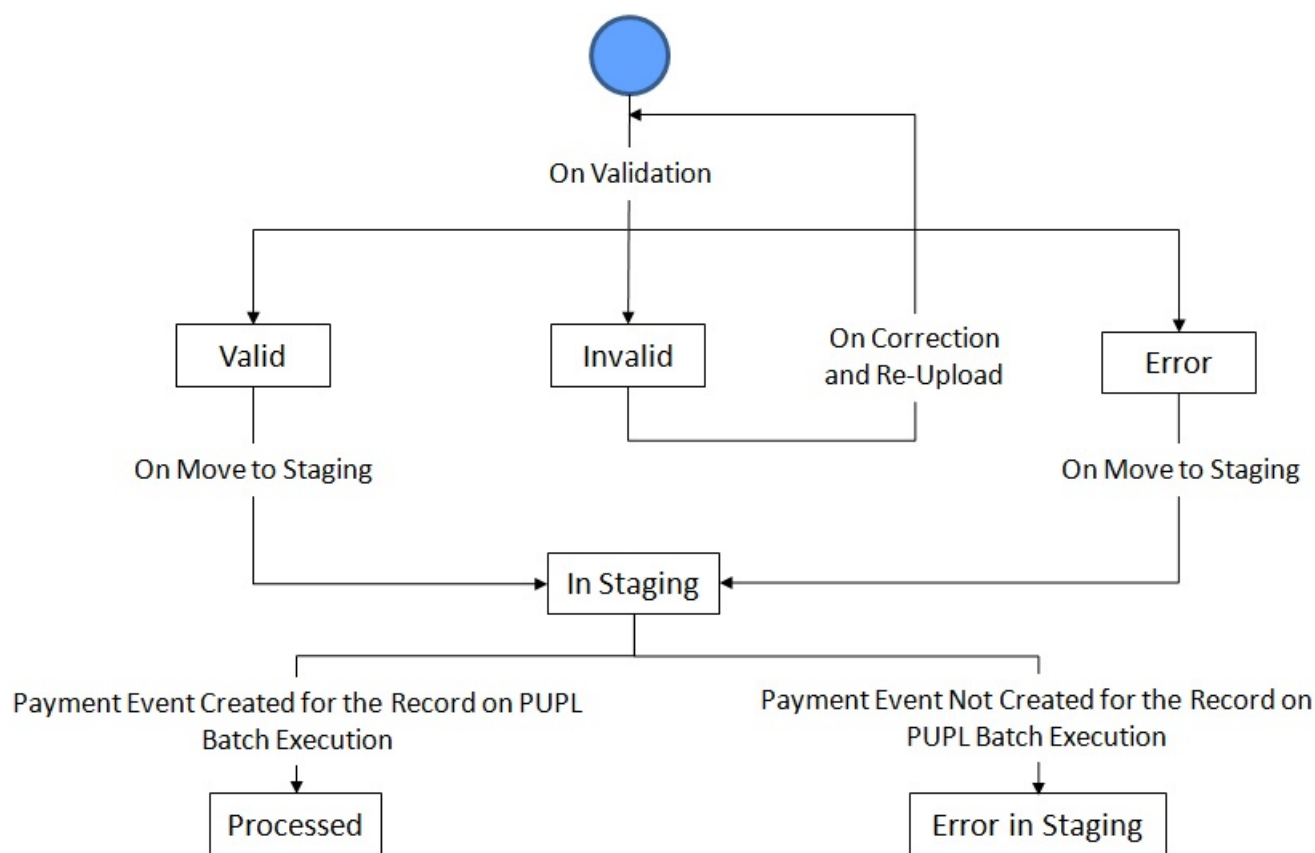 On Validation
Valid
Invalid
On Correction
and Re-Upload
Error
On Move to Staging
On Move to Staging
In Staging
Payment Event Created for the Record on PUPL
Batch Execution
Payment Event Not Created for the Record on
PUPL Batch Execution
Processed
Error in Staging